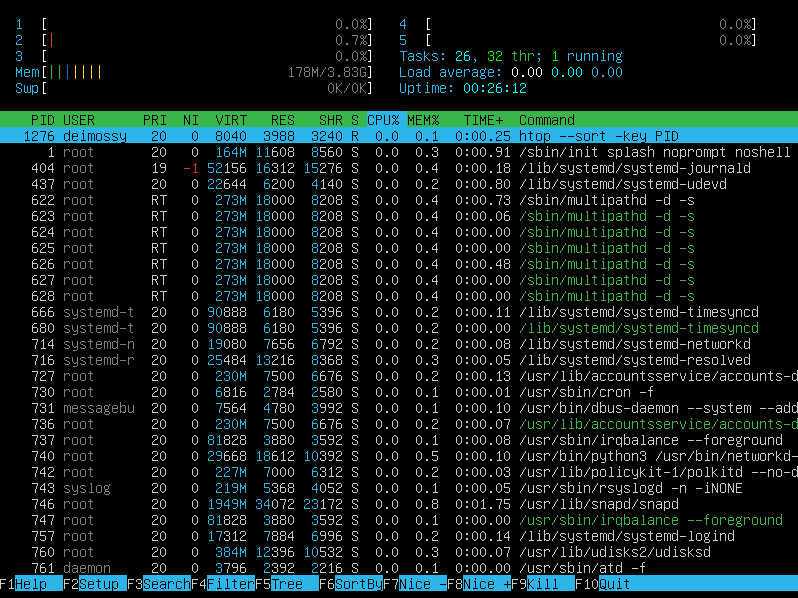 1 [ 0.0%] 4 [ 0.0%]
2 [| 0.7%] 5 [ 0.0%]
3 [ 0.0%] Tasks: 26, 32 thr; 1 running
Mem[||||||| 178M/3.83G] Load average: 0.00 0.00 0.00
Swp[ 0K/0K] Uptime: 00:26:12
PID USER PRI NI VIRT RES SHR S CPU% MEM% TIME+ Command
1276 deimossy 20 0 8040 3988 3240 R 0.0 0.1 0:00.25 htop --sort -key PID
1 root 20 0 164M 11608 8560 S 0.0 0.3 0:00.91 /sbin/init splash noprompt noshell
404 root 19 -1 52156 16312 15276 S 0.0 0.4 0:00.18 /lib/systemd/systemd-journald
437 root 20 0 22644 6200 4140 S 0.0 0.2 0:00.80 /lib/systemd/systemd-udevd
622 root RT 0 273M 18000 8208 S 0.0 0.4 0:00.73 /sbin/multipathd -d -s
623 root RT 0 273M 18000 8208 S 0.0 0.4 0:00.06 /sbin/multipathd -d -s
624 root RT 0 273M 18000 8208 S 0.0 0.4 0:00.00 /sbin/multipathd -d -s
625 root RT 0 273M 18000 8208 S 0.0 0.4 0:00.00 /sbin/multipathd -d -s
626 root RT 0 273M 18000 8208 S 0.0 0.4 0:00.48 /sbin/multipathd -d -s
627 root RT 0 273M 18000 8208 S 0.0 0.4 0:00.00 /sbin/multipathd -d -s
628 root RT 0 273M 18000 8208 S 0.0 0.4 0:00.00 /sbin/multipathd -d -s
666 systemd-t 20 0 90888 6180 5396 S 0.0 0.2 0:00.11 /lib/systemd/systemd-timesyncd
680 systemd-t 20 0 90888 6180 5396 S 0.0 0.2 0:00.00 /lib/systemd/systemd-timesyncd
714 systemd-n 20 0 19080 7656 6792 S 0.0 0.2 0:00.08 /lib/systemd/systemd-networkd
716 systemd-r 20 0 25484 13216 8368 S 0.0 0.3 0:00.05 /lib/systemd/systemd-resolved
727 root 20 0 230M 7500 6676 S 0.0 0.2 0:00.13 /usr/lib/accountsservice/accounts-d
730 root 20 0 6816 2784 2580 S 0.0 0.1 0:00.01 /usr/sbin/cron -f
731 messagebu 20 0 7564 4780 3992 S 0.0 0.1 0:00.10 /usr/bin/dbus-daemon --system --add
736 root 20 0 230M 7500 6676 S 0.0 0.2 0:00.07 /usr/lib/accountsservice/accounts-d
737 root 20 0 81828 3880 3592 S 0.0 0.1 0:00.08 /usr/sbin/irqbalance --foreground
740 root 20 0 29668 18612 10392 S 0.0 0.5 0:00.10 /usr/bin/python3 /usr/bin/networkd-
742 root 20 0 227M 7000 6312 S 0.0 0.2 0:00.03 /usr/lib/policykit-1/polkitd --no-d
743 syslog 20 0 219M 5368 4052 S 0.0 0.1 0:00.05 /usr/sbin/rsyslogd -n -iNONE
746 root 20 0 1949M 34072 23172 S 0.0 0.8 0:01.75 /usr/lib/snapd/snapd
747 root 20 0 81828 3880 3592 S 0.0 0.1 0:00.00 /usr/sbin/irqbalance --foreground
757 root 20 0 17312 7884 6996 S 0.0 0.2 0:00.14 /lib/systemd/systemd-logind
760 root 20 0 384M 12396 10532 S 0.0 0.3 0:00.07 /usr/lib/udisks2/udisksd
761 daemon 20 0 3796 2392 2216 S 0.0 0.1 0:00.00 /usr/sbin/atd -f
F1Help F2Setup F3SearchF4FilterF5Tree F6SortByF7Nice -F8Nice +F9Kill F10Quit